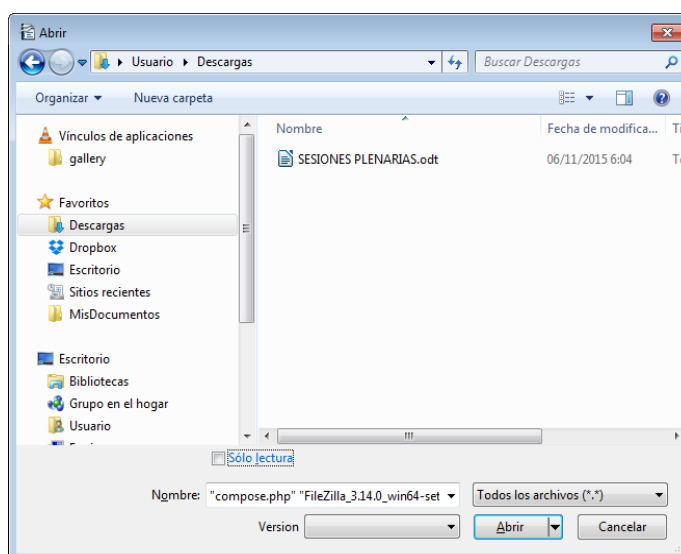 Abrir
Usuario Descargas
Buscar Descargas
Organizar
Nueva carpeta
Vínculos de aplicaciones
gallery
Favoritos
Descargas
Dropbox
Escritorio
Sitios recientes
MisDocumentos
Escritorio
Bibliotecas
Grupo en el hogar
Usuario
Nombre
Fecha de modifica...
SESIONES PLENARIAS.odt
06/11/2015 6:04
Sólo lectura
Nombre: "compose.php" "FileZilla_3.14.0_win64-set
Todos los archivos (*.*)
Version
Abrir
Cancelar